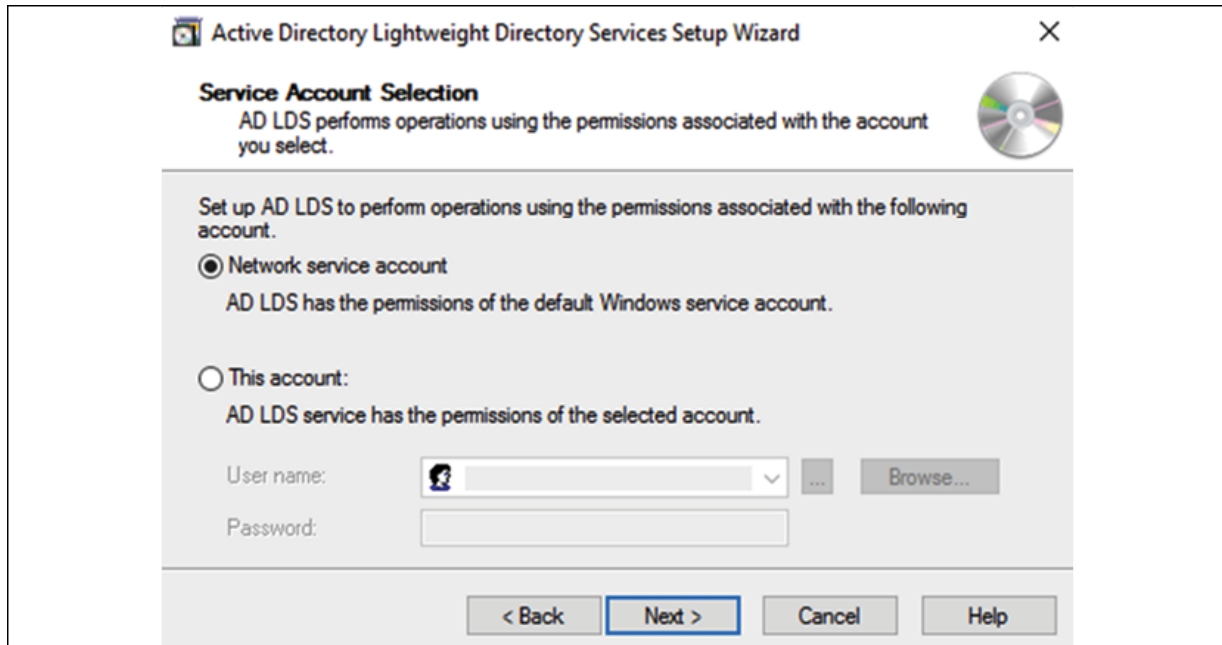 Active Directory Lightweight Directory Services Setup Wizard
Service Account Selection
AD LDS performs operations using the permissions associated with the account
you select.
Set up AD LDS to perform operations using the permissions associated with the following
account.
Network service account
AD LDS has the permissions of the default Windows service account.
This account:
AD LDS service has the permissions of the selected account.
User name:
... Browse...
Password:
< Back Next > Cancel Help